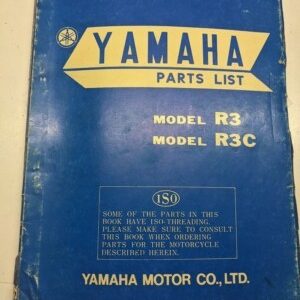 YAMAHA
PARTS LIST
MODEL R3
MODEL R3C
ISO
SOME OF THE PARTS IN THIS
BOOK HAVE ISO-THREADING.
PLEASE MAKE SURE TO CONSULT
THIS BOOK WHEN ORDERING
PARTS FOR THE MOTORCYCLE
DESCRIBED HEREIN.
YAMAHA MOTOR CO., LTD.